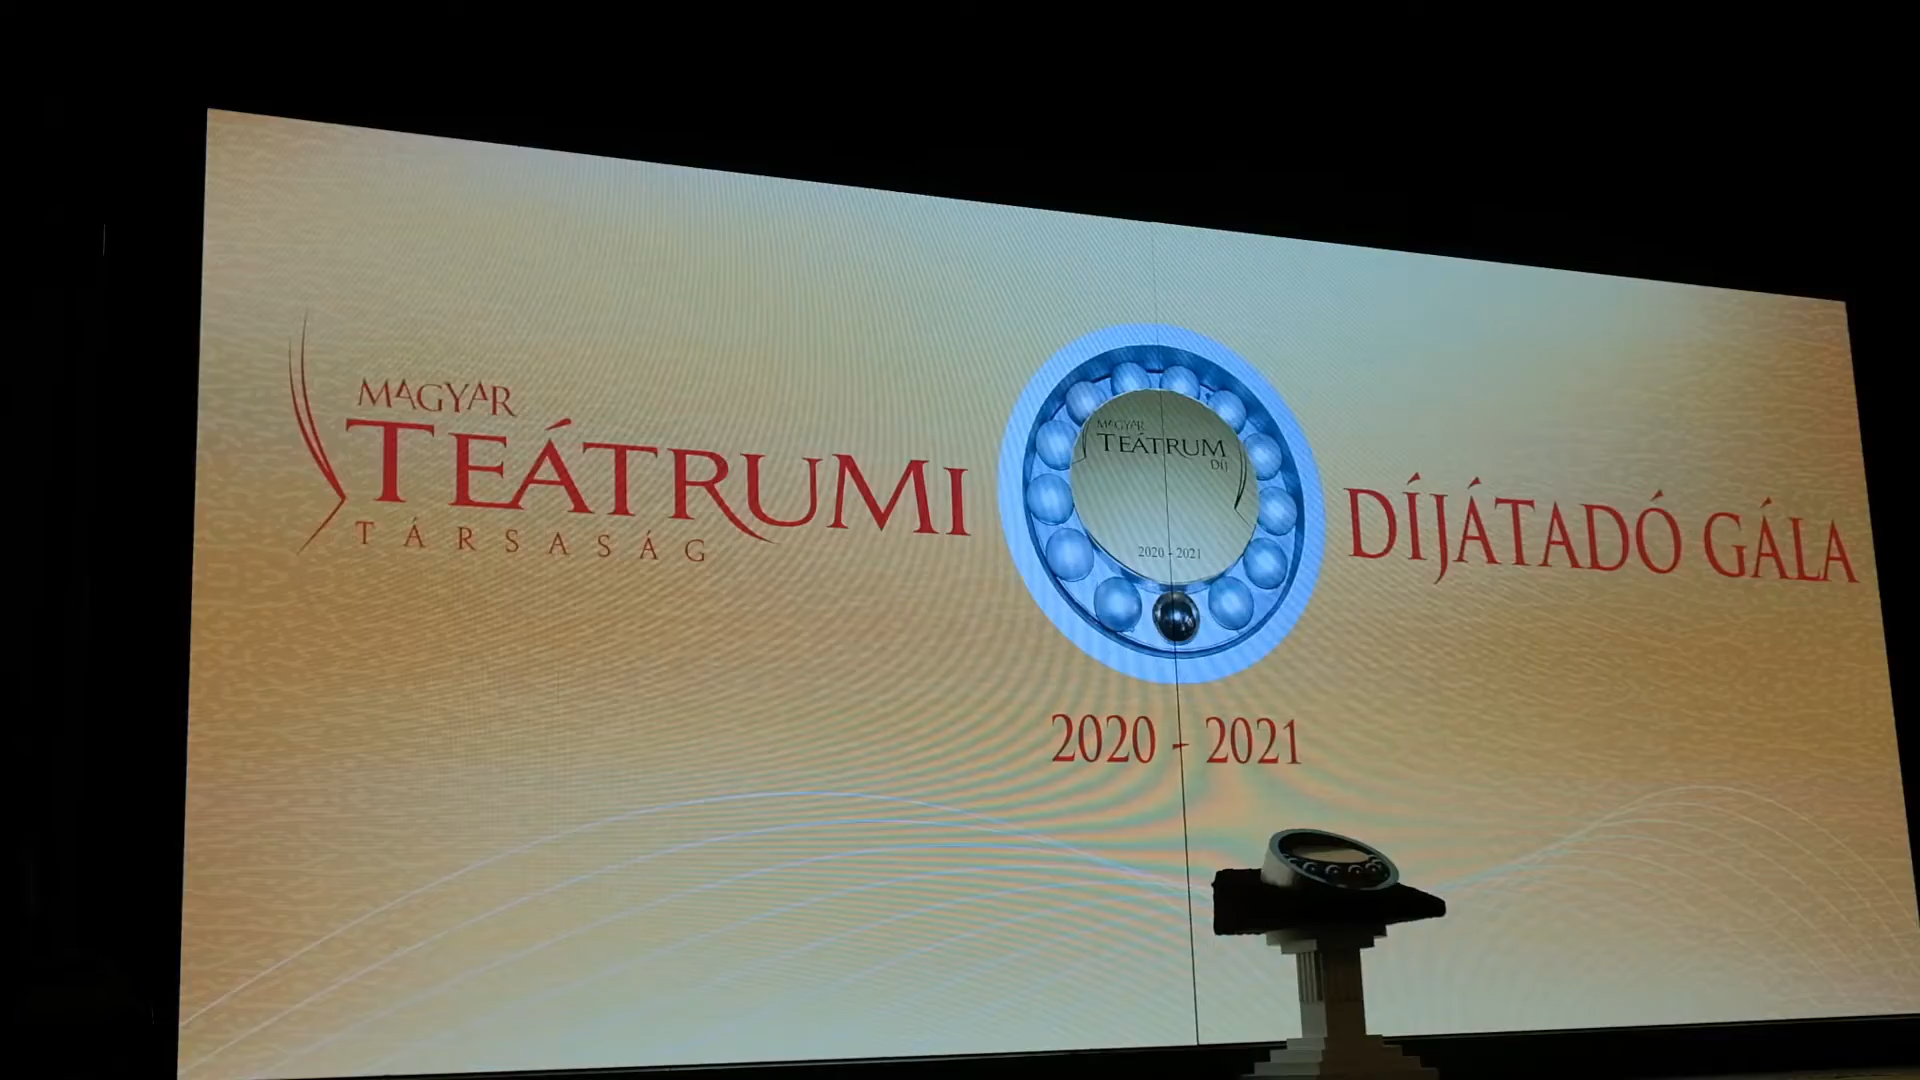 MAGYAR
TEÁTRUMI
TÁRSASÁG
MAGYAR
TEÁTRUM
DÍJ
2020 - 2021
DÍJÁTADÓ GÁLA
2020 - 2021